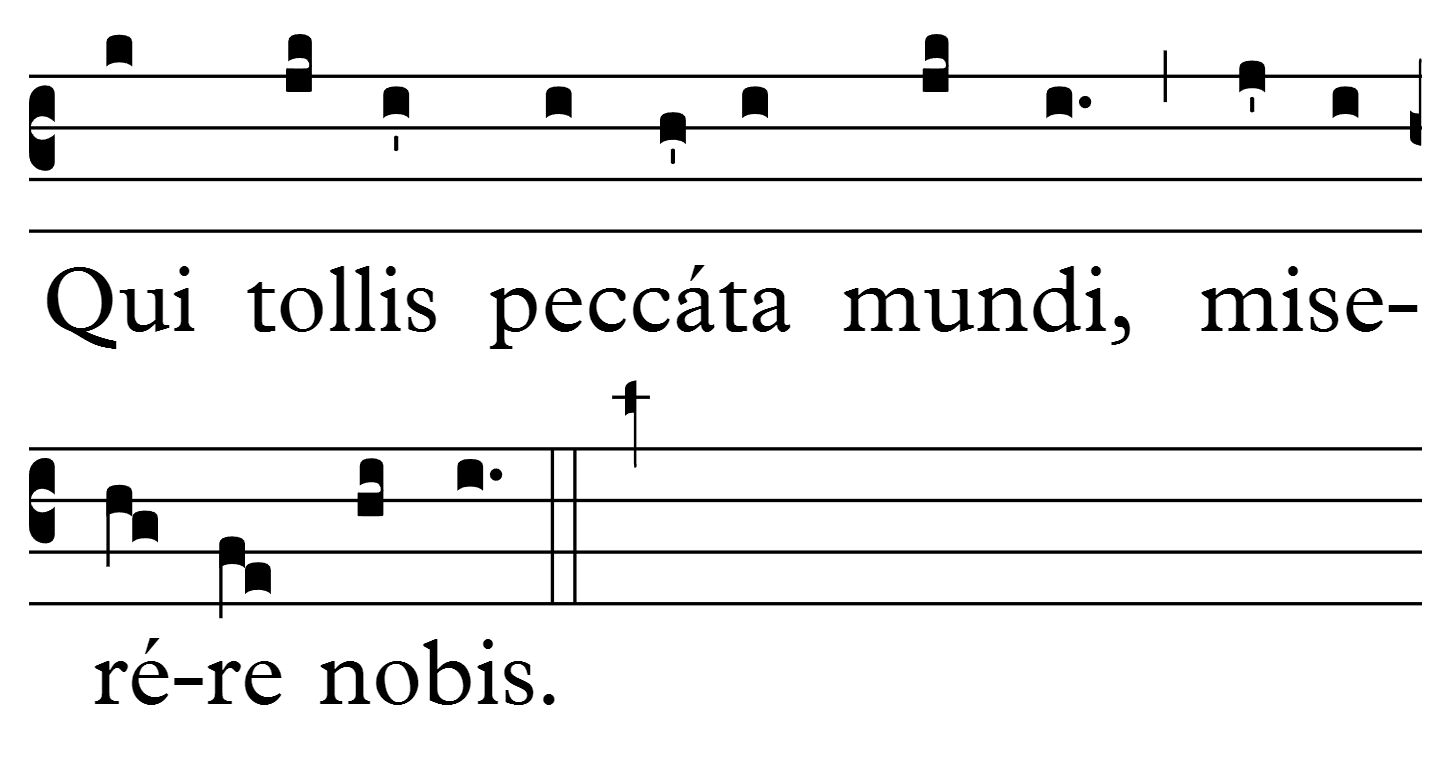 Qui tollis peccáta mundi, mise-
ré-re nobis.